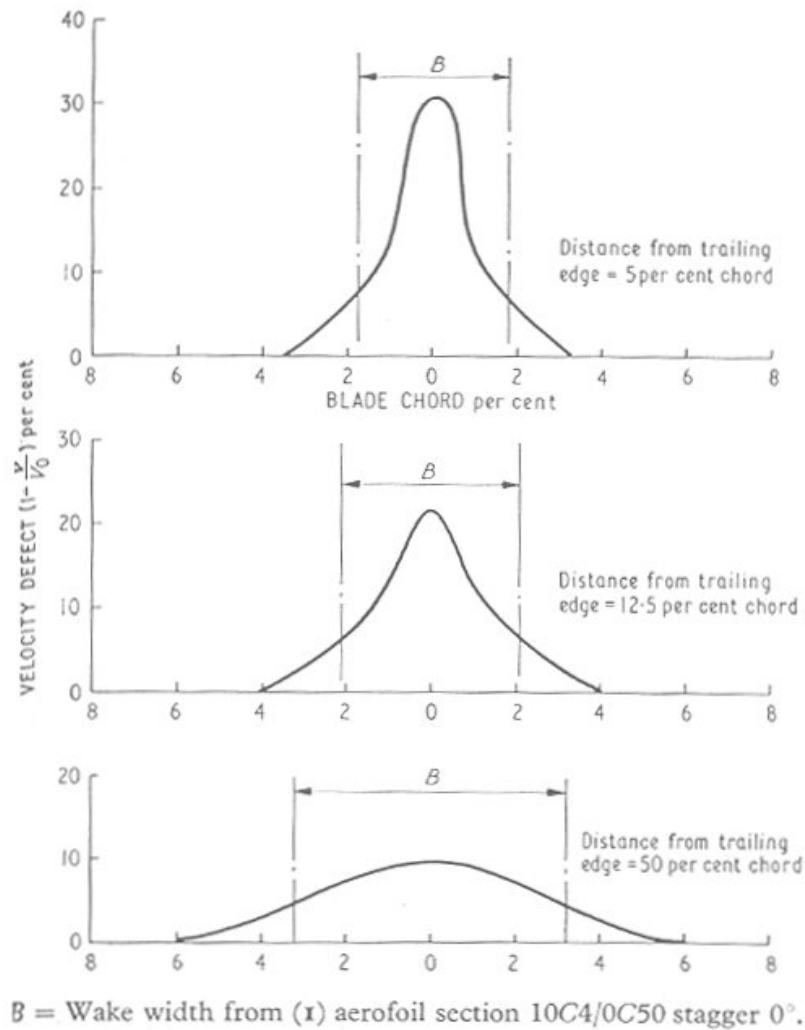 40
30
20
10
0
B
Distance from trailing
edge = 5 per cent chord
8 6 4 2 0 2 4 6 8
BLADE CHORD per cent
VELOCITY DEFECT (1 - V/V0) per cent
30
20
10
0
B
Distance from trailing
edge = 12·5 per cent chord
8 6 4 2 0 2 4 6 8
20
10
0
B
Distance from trailing
edge = 50 per cent chord
8 6 4 2 0 2 4 6 8
B = Wake width from (1) aerofoil section 10C4/0C50 stagger 0°.